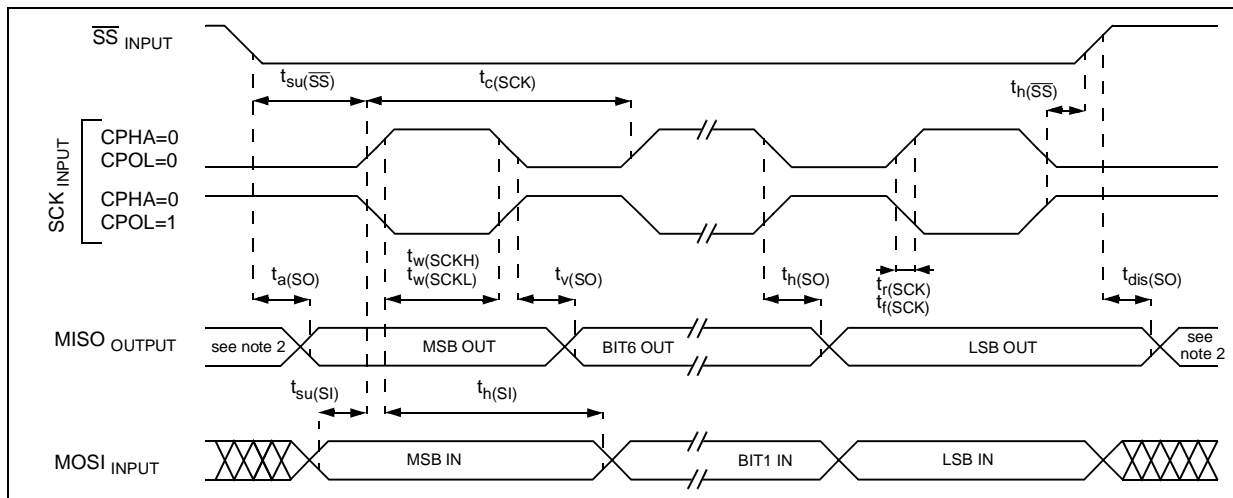 SS INPUT
tsu(SS)
tc(SCK)
th(SS)
SCK INPUT
CPHA=0
CPOL=0
CPHA=0
CPOL=1
ta(SO)
tw(SCKH)
tw(SCKL)
tv(SO)
th(SO)
tr(SCK)
tf(SCK)
tdis(SO)
MISO OUTPUT
see note 2
MSB OUT
BIT6 OUT
LSB OUT
see
note 2
tsu(SI)
th(SI)
MOSI INPUT
MSB IN
BIT1 IN
LSB IN